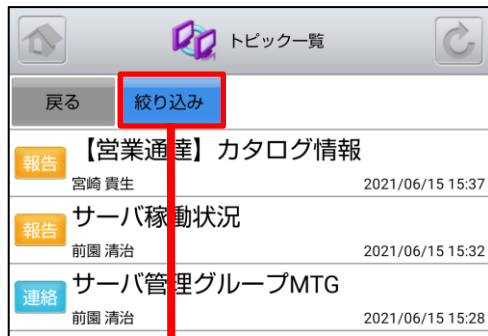 トピック一覧
戻る 絞り込み
報告 【営業通達】カタログ情報
宮崎 貴生 2021/06/15 15:37
報告 サーバ稼働状況
前園 清治 2021/06/15 15:32
連絡 サーバ管理グループMTG
前園 清治 2021/06/15 15:28